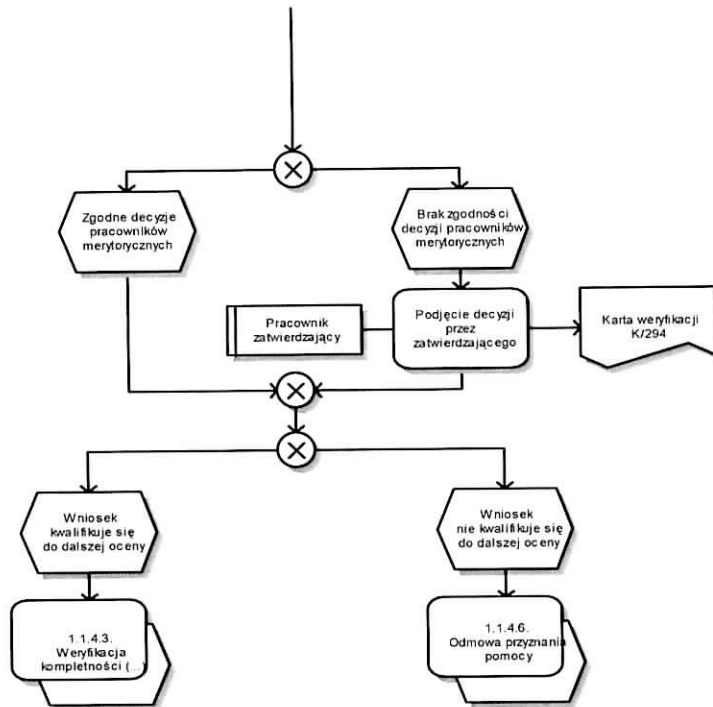 Zgodne decyzje
pracowników
merytorycznych
Brak zgodności
decyzji pracowników
merytorycznych
Pracownik
zatwierdzający
Podjęcie decyzji
przez
zatwierdzającego
Karta weryfikacji
K/294
Wniosek
kwalifikuje się
do dalszej oceny
Wniosek
nie kwalifikuje się
do dalszej oceny
1.1.4.3.
Weryfikacja
kompletności (...)
1.1.4.6.
Odmowa przyznania
pomocy